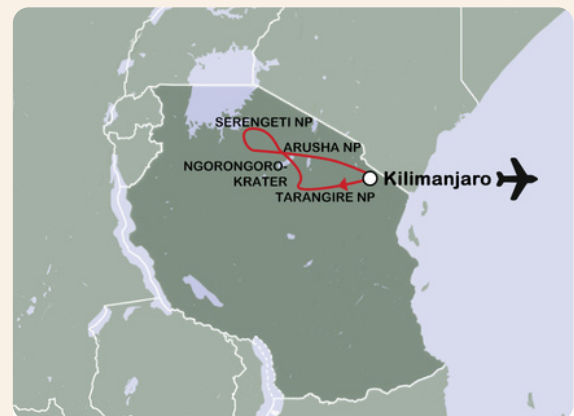 SERENGETI NP
ARUSHA NP
NGORONGORO-
KRATER
Kilimanjaro
TARANGIRE NP